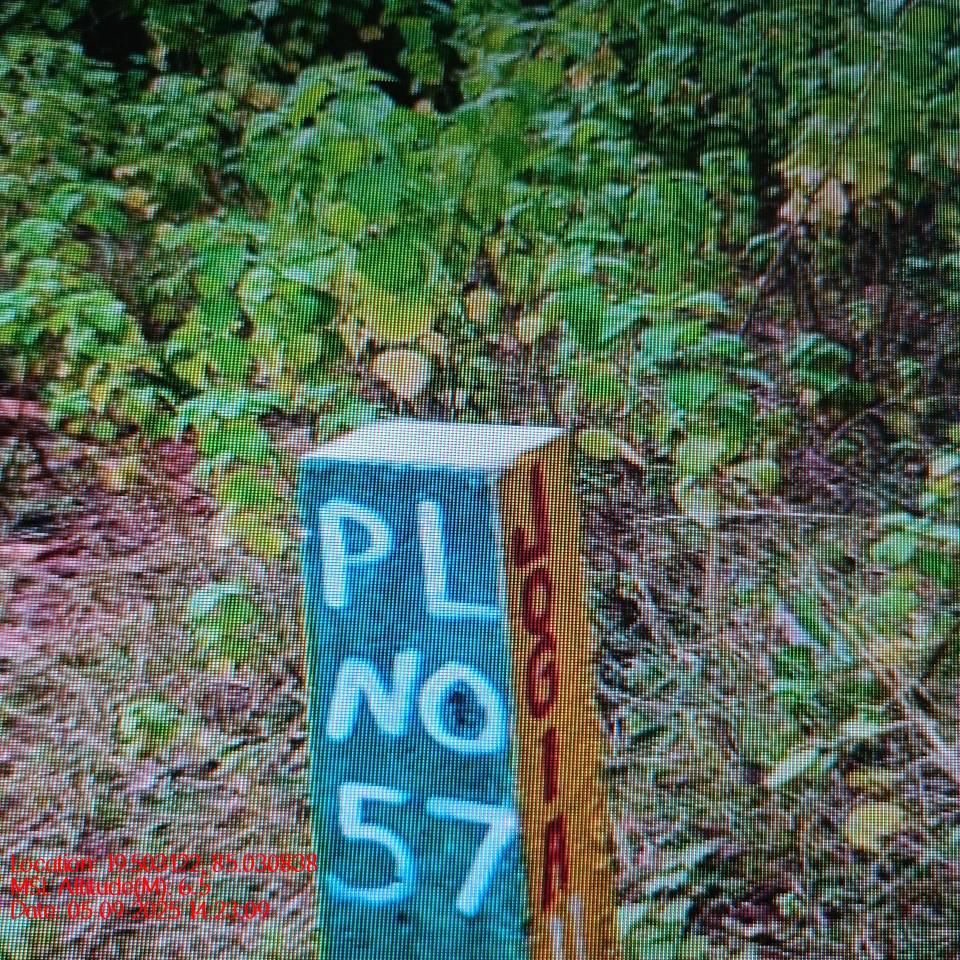 PL
NO
57
JOGIA
Location: 19.502122, 85.030838
MSL Altitude(M): 6.5
Date: 05-09-2025 14:23:09